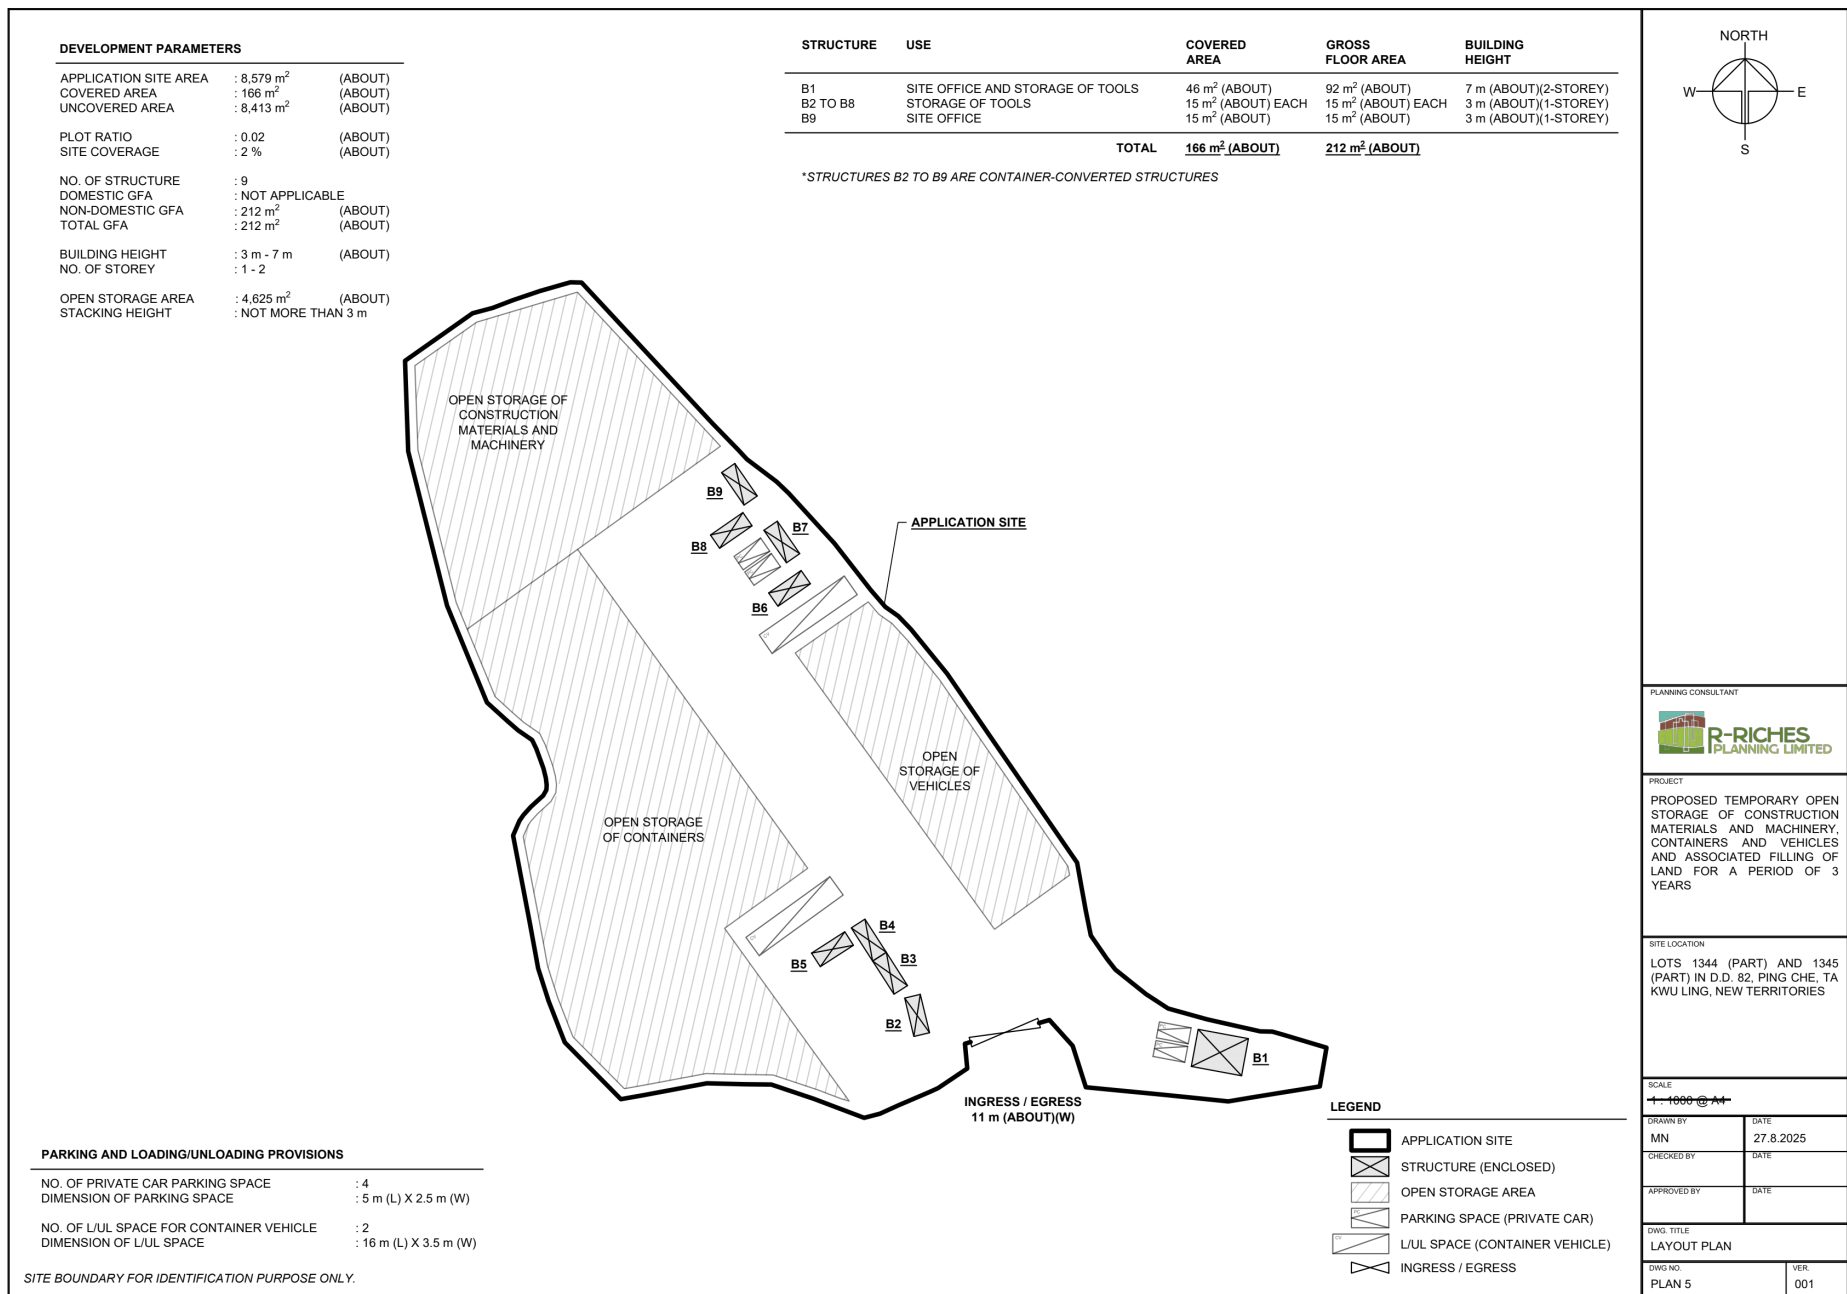 DEVELOPMENT PARAMETERS
APPLICATION SITE AREA : 8,579 m² (ABOUT)
COVERED AREA : 166 m² (ABOUT)
UNCOVERED AREA : 8,413 m² (ABOUT)
PLOT RATIO : 0.02 (ABOUT)
SITE COVERAGE : 2 % (ABOUT)
NO. OF STRUCTURE : 9
DOMESTIC GFA : NOT APPLICABLE
NON-DOMESTIC GFA : 212 m² (ABOUT)
TOTAL GFA : 212 m² (ABOUT)
BUILDING HEIGHT : 3 m - 7 m (ABOUT)
NO. OF STOREY : 1 - 2
OPEN STORAGE AREA : 4,625 m² (ABOUT)
STACKING HEIGHT : NOT MORE THAN 3 m
STRUCTURE USE COVERED AREA GROSS FLOOR AREA BUILDING HEIGHT
B1 SITE OFFICE AND STORAGE OF TOOLS 46 m² (ABOUT) 92 m² (ABOUT) 7 m (ABOUT)(2-STOREY)
B2 TO B8 STORAGE OF TOOLS 15 m² (ABOUT) EACH 15 m² (ABOUT) EACH 3 m (ABOUT)(1-STOREY)
B9 SITE OFFICE 15 m² (ABOUT) 15 m² (ABOUT) 3 m (ABOUT)(1-STOREY)
TOTAL 166 m² (ABOUT) 212 m² (ABOUT)
*STRUCTURES B2 TO B9 ARE CONTAINER-CONVERTED STRUCTURES
NORTH
W E
S
OPEN STORAGE OF
CONSTRUCTION
MATERIALS AND
MACHINERY
B9
B7
B8
B6
APPLICATION SITE
OPEN
STORAGE OF
VEHICLES
OPEN STORAGE
OF CONTAINERS
B4
B3
B5
B2
B1
PC
PC
CV
CV
PC
PC
INGRESS / EGRESS
11 m (ABOUT)(W)
PARKING AND LOADING/UNLOADING PROVISIONS
NO. OF PRIVATE CAR PARKING SPACE : 4
DIMENSION OF PARKING SPACE : 5 m (L) X 2.5 m (W)
NO. OF L/UL SPACE FOR CONTAINER VEHICLE : 2
DIMENSION OF L/UL SPACE : 16 m (L) X 3.5 m (W)
SITE BOUNDARY FOR IDENTIFICATION PURPOSE ONLY.
LEGEND
APPLICATION SITE
STRUCTURE (ENCLOSED)
OPEN STORAGE AREA
PC PARKING SPACE (PRIVATE CAR)
CV L/UL SPACE (CONTAINER VEHICLE)
INGRESS / EGRESS
PLANNING CONSULTANT
R-RICHES
PLANNING LIMITED
PROJECT
PROPOSED TEMPORARY OPEN
STORAGE OF CONSTRUCTION
MATERIALS AND MACHINERY,
CONTAINERS AND VEHICLES
AND ASSOCIATED FILLING OF
LAND FOR A PERIOD OF 3
YEARS
SITE LOCATION
LOTS 1344 (PART) AND 1345
(PART) IN D.D. 82, PING CHE, TA
KWU LING, NEW TERRITORIES
SCALE
1 : 1000 @ A4
DRAWN BY DATE
MN 27.8.2025
CHECKED BY DATE
APPROVED BY DATE
DWG. TITLE
LAYOUT PLAN
DWG NO. VER.
PLAN 5 001